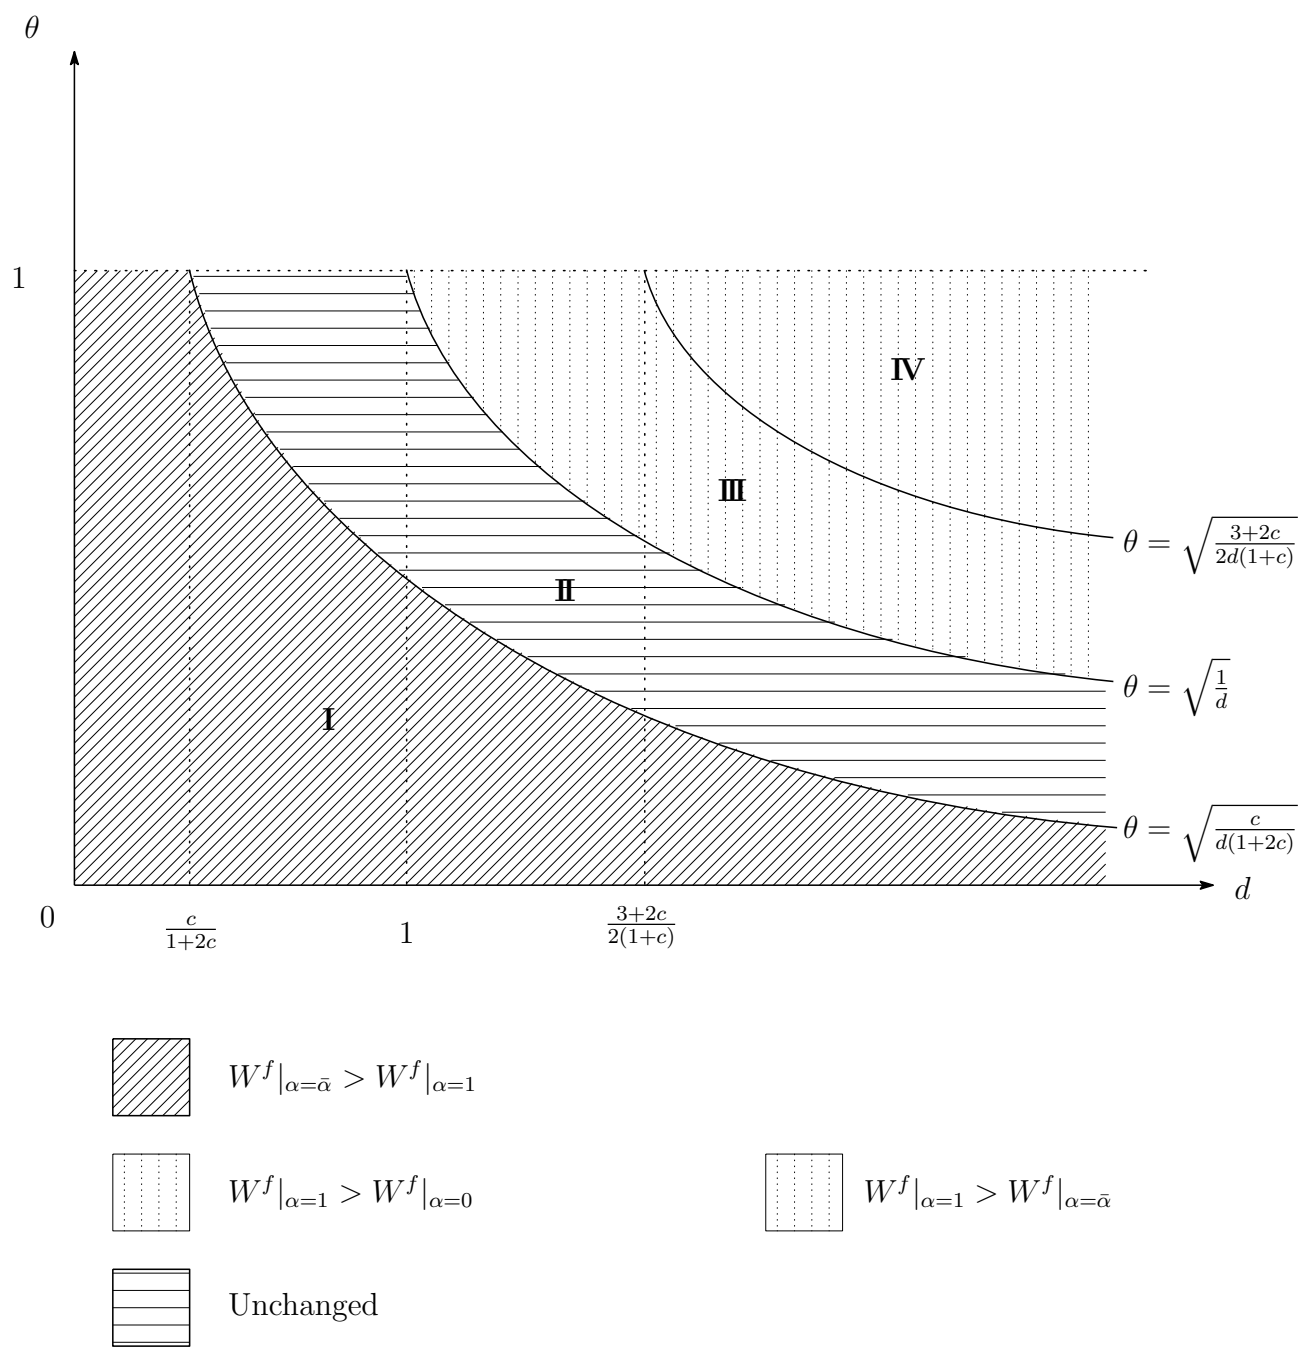 θ
1
IV
III
θ = √(3+2c / 2d(1+c))
II
θ = √(1/d)
I
θ = √(c / d(1+2c))
d
0
c/(1+2c)
1
(3+2c)/(2(1+c))
W^f|_{α=ᾱ} > W^f|_{α=1}
W^f|_{α=1} > W^f|_{α=0}
W^f|_{α=1} > W^f|_{α=ᾱ}
Unchanged